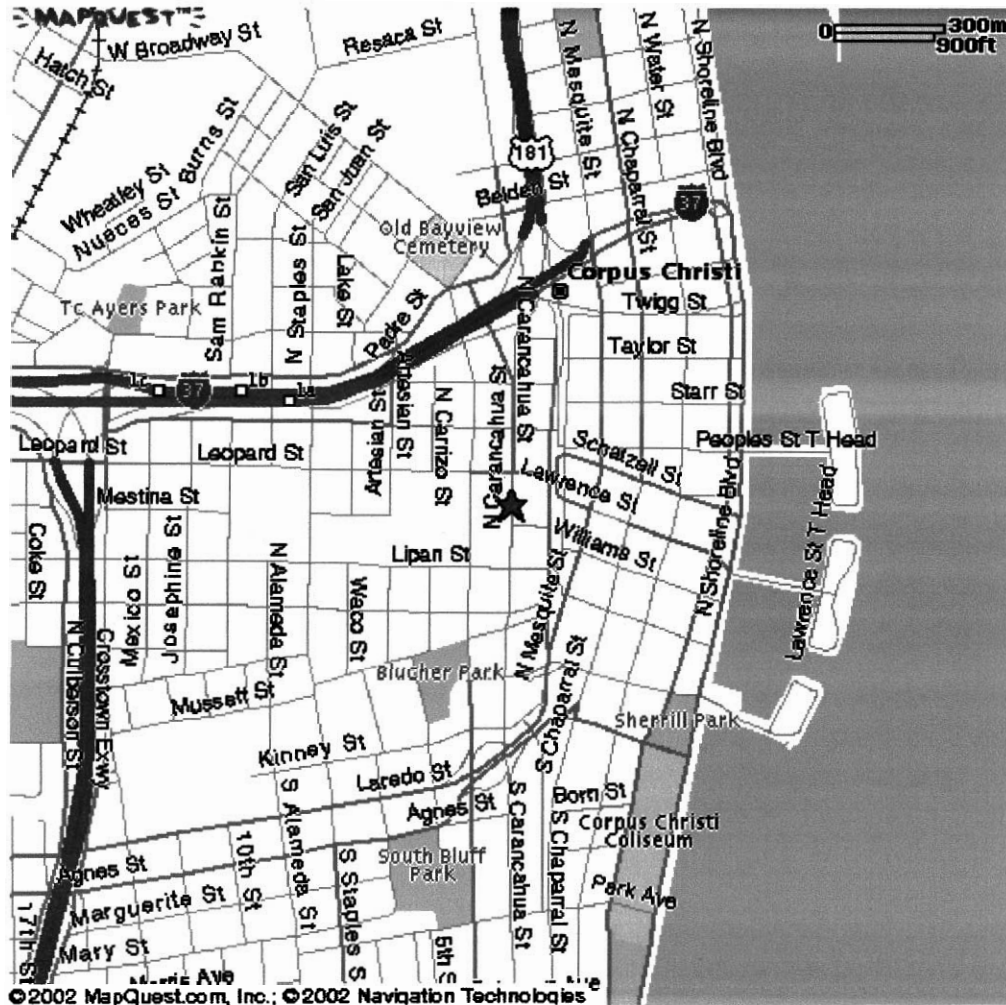 MAPQUEST™
0 300m
900ft
W Broadway St
Resaca St
Hatch St
N Mesquite St
N Water St
N Shoreline Blvd
Burns St
San Luis St
San Juan St
N Chaparral St
181
Wheatley St
Nueces St
Belden St
37
Old Bayview
Cemetery
Sam Rankin St
N Staples St
Lake St
Corpus Christi
Tc Ayers Park
Padre St
N Carancahua St
Twigg St
Taylor St
1c
37
1b
1a
Artesian St
Artesian St
N Carrizo St
N Carancahua St
Starr St
Leopard St
Leopard St
Schatzell St
Peoples St T Head
Lawrence St
Mestina St
Williams St
N Shoreline Blvd
Lawrence St T Head
Coke St
Mexico St
Josephine St
N Alameda St
Lipan St
Waco St
N Mesquite St
N Culberson St
Crosstown Exwy
Mussett St
Blucher Park
S Chaparral St
Sherrill Park
Kinney St
Laredo St
Agnes St
S Alameda St
S Carancahua St
Born St
S Chaparral St
Corpus Christi
Coliseum
Agnes St
10th St
South Bluff
Park
S Staples S
Marguerite St
Park Ave
17th St
Mary St
5th S
Morris Ave
Ave
©2002 MapQuest.com, Inc.; ©2002 Navigation Technologies